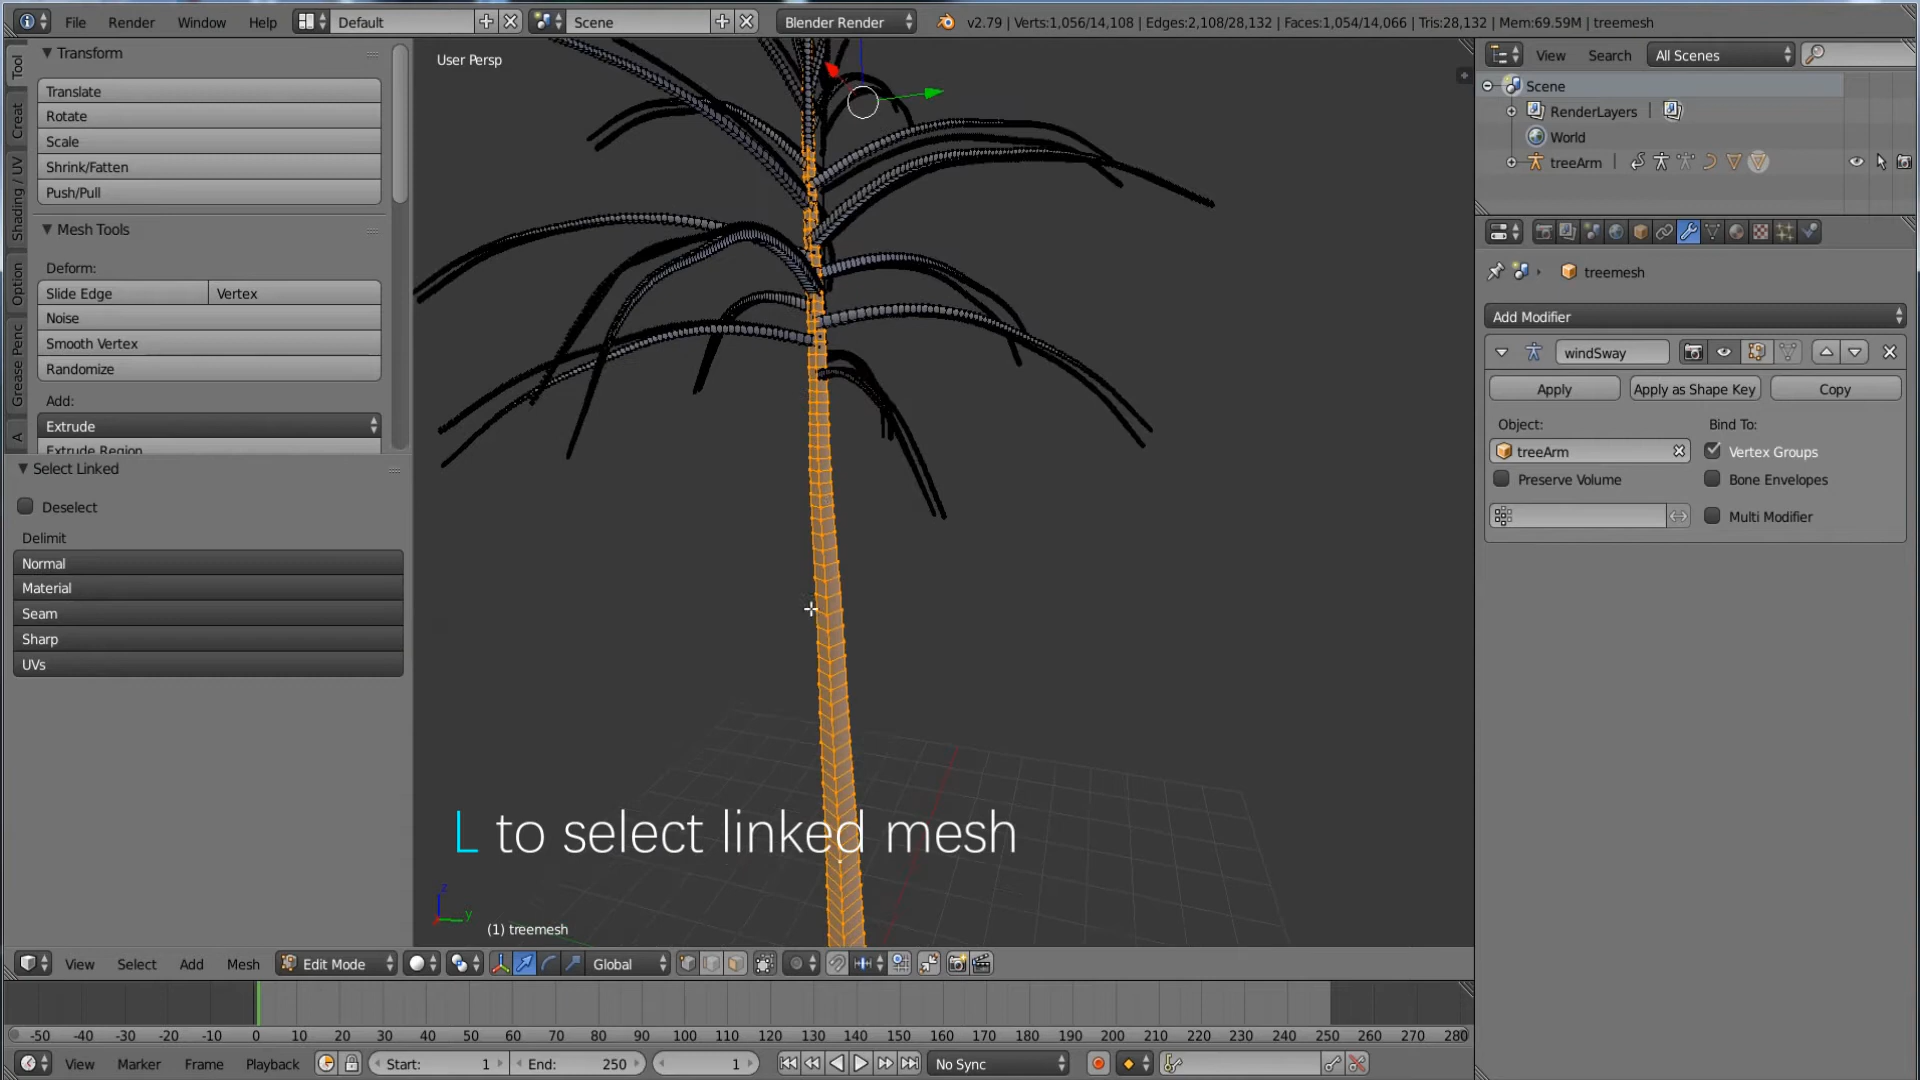 File Render Window Help Default Scene Blender Render v2.79 | Verts:1,056/14,108 | Edges:2,108/28,132 | Faces:1,054/14,066 | Tris:28,132 | Mem:69.59M | treemesh
Transform
Translate
Rotate
Scale
Shrink/Fatten
Push/Pull
Mesh Tools
Deform:
Slide Edge Vertex
Noise
Smooth Vertex
Randomize
Add:
Extrude
Extrude Region
Tool
Creat
Shading / UV
Option
Grease Penc
A
Select Linked
Deselect
Delimit
Normal
Material
Seam
Sharp
UVs
User Persp
L to select linked mesh
z
y
(1) treemesh
View Select Add Mesh Edit Mode Global
-50 -40 -30 -20 -10 0 10 20 30 40 50 60 70 80 90 100 110 120 130 140 150 160 170 180 190 200 210 220 230 240 250 260 270 280
View Marker Frame Playback Start: 1 End: 250 1 No Sync
View Search All Scenes
Scene
RenderLayers
World
treeArm
treemesh
Add Modifier
windSway
Apply Apply as Shape Key Copy
Object: Bind To:
treeArm Vertex Groups
Preserve Volume Bone Envelopes
Multi Modifier